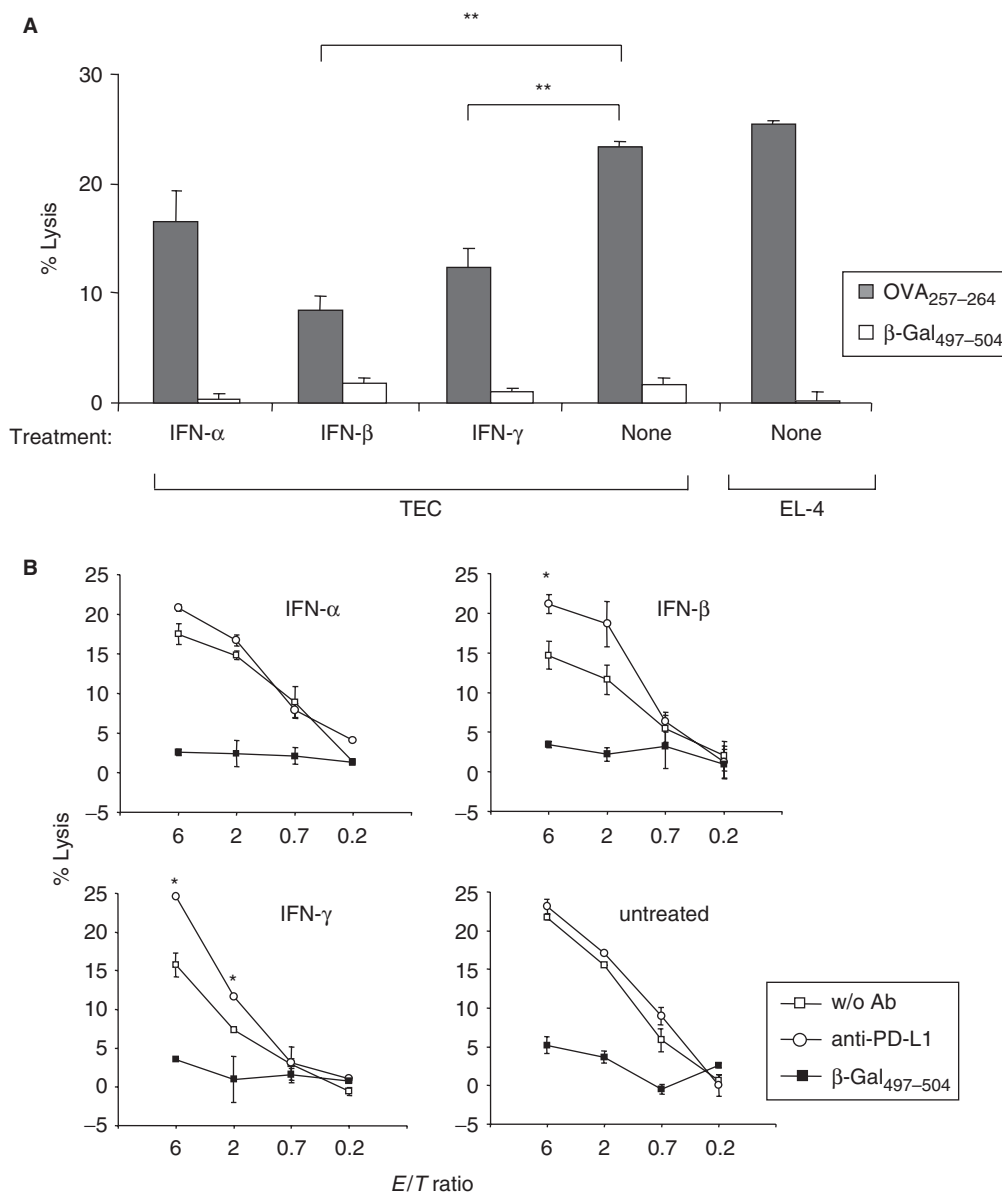 A
**
**
30
20
10
0
% Lysis
OVA257–264
β-Gal497–504
Treatment: IFN-α IFN-β IFN-γ None None
TEC EL-4
B
25
20
15
10
5
0
–5
IFN-α
6 2 0.7 0.2
25
20
15
10
5
0
–5
*
IFN-β
6 2 0.7 0.2
% Lysis
25
20
15
10
5
0
–5
*
*
IFN-γ
6 2 0.7 0.2
25
20
15
10
5
0
–5
untreated
6 2 0.7 0.2
w/o Ab
anti-PD-L1
β-Gal497–504
E/T ratio